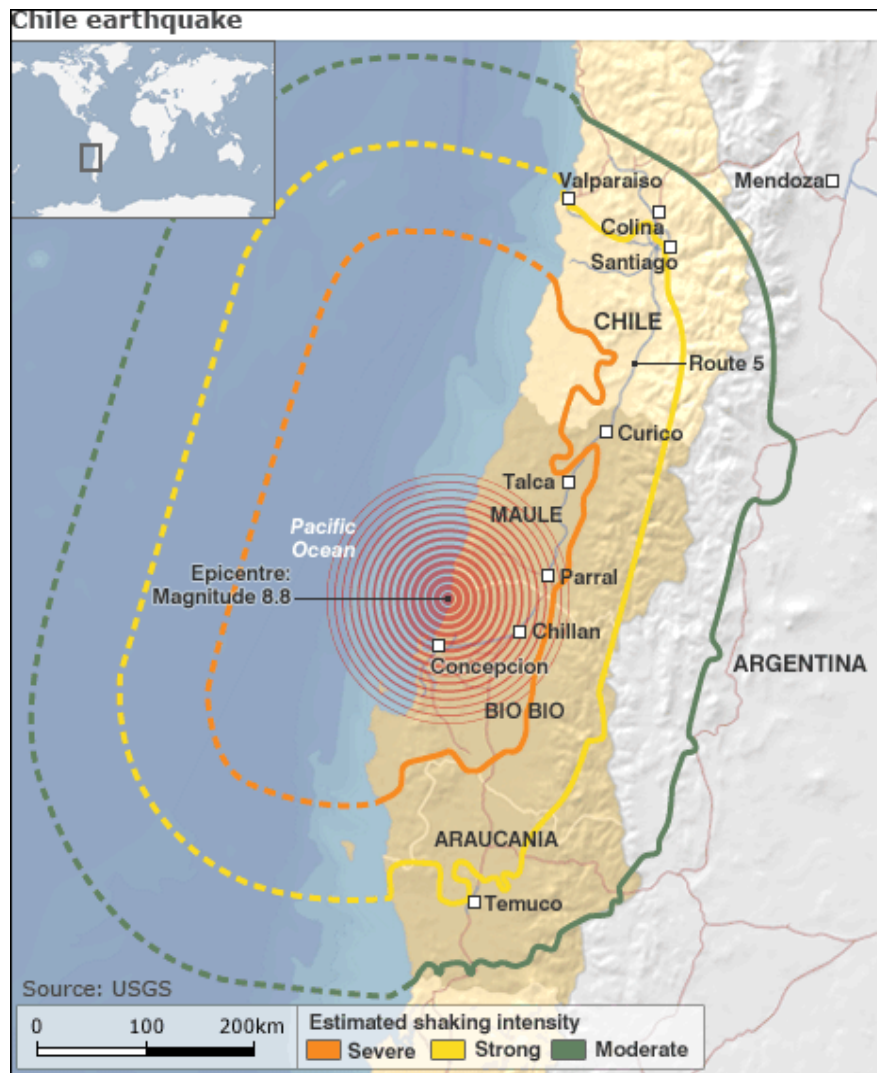 Chile earthquake
Valparaiso
Mendoza
Colina
Santiago
CHILE
Route 5
Curico
Talca
MAULE
Pacific
Ocean
Epicentre:
Magnitude 8.8
Parral
Chillan
Concepcion
ARGENTINA
BIO BIO
ARAUCANIA
Temuco
Source: USGS
0 100 200km
Estimated shaking intensity
Severe Strong Moderate